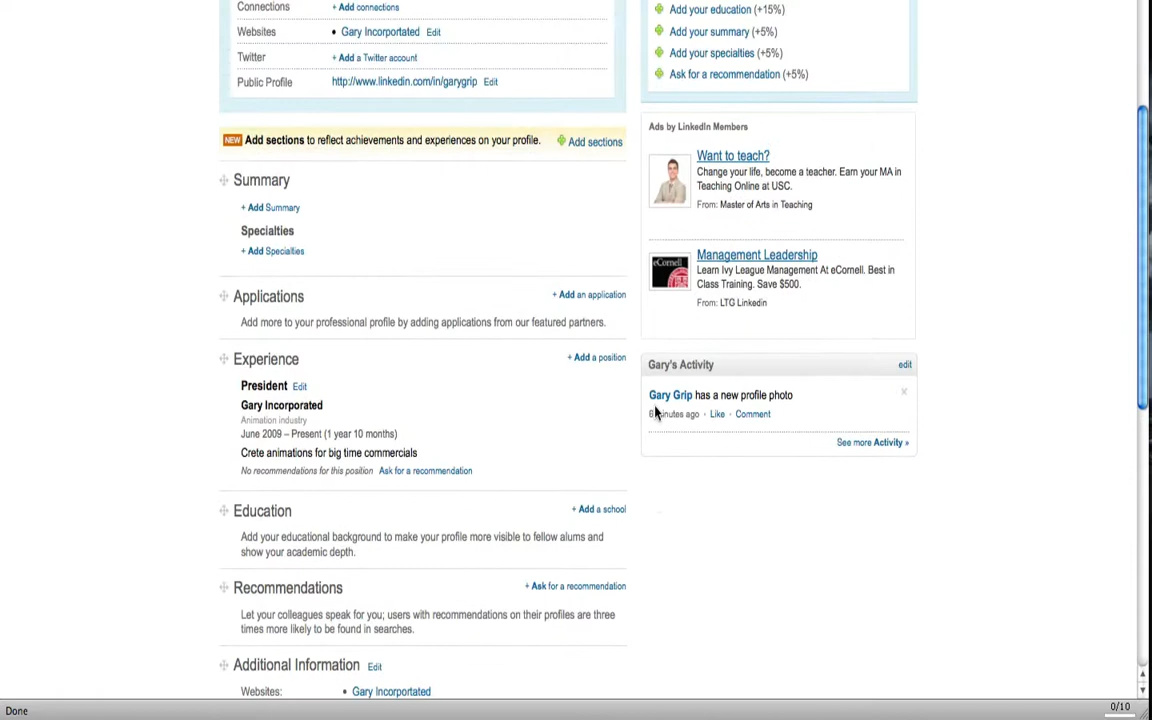 Connections + Add connections
Websites • Gary Incorportated Edit
Twitter + Add a Twitter account
Public Profile http://www.linkedin.com/in/garygrip Edit
NEW Add sections to reflect achievements and experiences on your profile. Add sections
Summary
+ Add Summary
Specialties
+ Add Specialties
Applications + Add an application
Add more to your professional profile by adding applications from our featured partners.
Experience + Add a position
President Edit
Gary Incorporated
Animation industry
June 2009 – Present (1 year 10 months)
Crete animations for big time commercials
No recommendations for this position Ask for a recommendation
Education + Add a school
Add your educational background to make your profile more visible to fellow alums and
show your academic depth.
Recommendations + Ask for a recommendation
Let your colleagues speak for you; users with recommendations on their profiles are three
times more likely to be found in searches.
Additional Information Edit
Websites: • Gary Incorportated
Add your education (+15%)
Add your summary (+5%)
Add your specialties (+5%)
Ask for a recommendation (+5%)
Ads by LinkedIn Members
Want to teach?
Change your life, become a teacher. Earn your MA in
Teaching Online at USC.
From: Master of Arts in Teaching
eCornell
Management Leadership
Learn Ivy League Management At eCornell. Best in
Class Training. Save $500.
From: LTG Linkedin
Gary's Activity edit
Gary Grip has a new profile photo
ago · Like · Comment
See more Activity »
Done
0/10